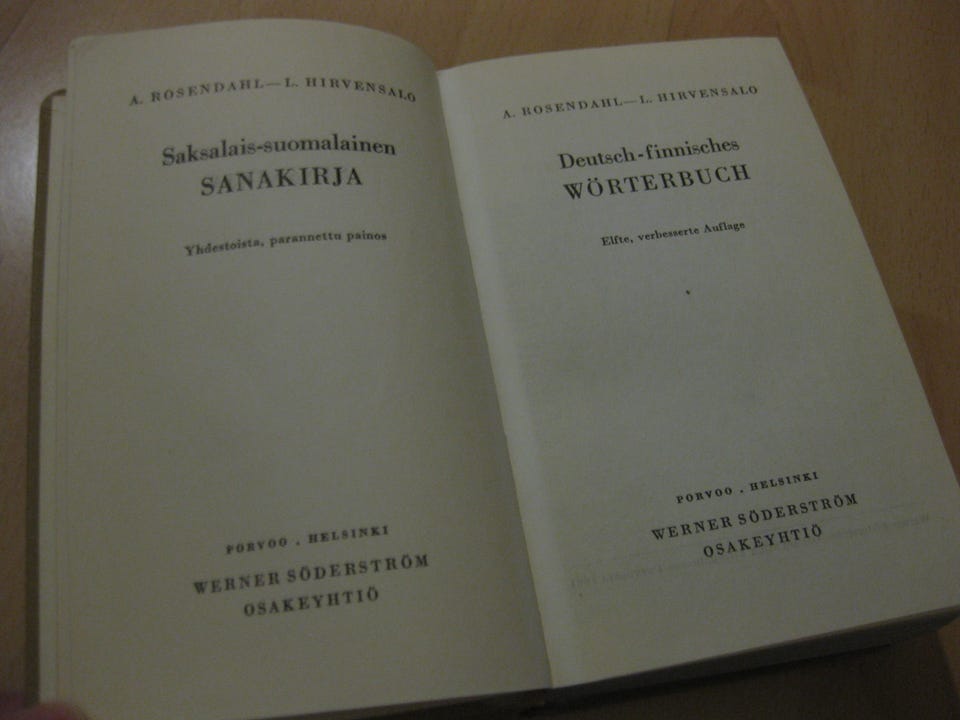 A. ROSENDAHL—L. HIRVENSALO
Saksalais-suomalainen
SANAKIRJA
Yhdestoista, parannettu painos
PORVOO . HELSINKI
WERNER SÖDERSTRÖM
OSAKEYHTIÖ
A. ROSENDAHL—L. HIRVENSALO
Deutsch-finnisches
WÖRTERBUCH
Elfte, verbesserte Auflage
PORVOO . HELSINKI
WERNER SÖDERSTRÖM
OSAKEYHTIÖ